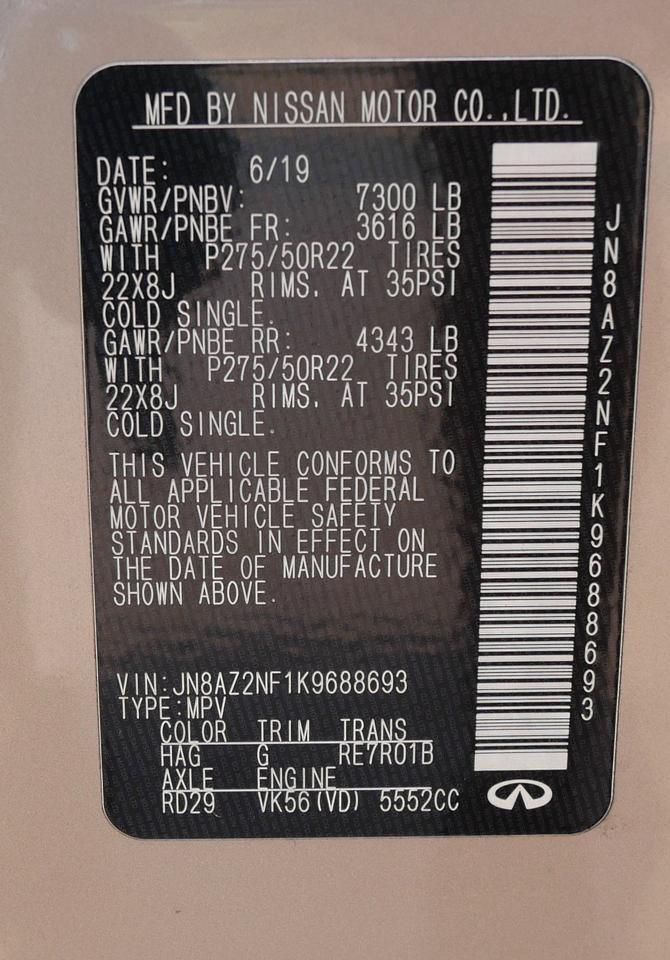 MFD BY NISSAN MOTOR CO.,LTD.
DATE: 6/19
GVWR/PNBV: 7300 LB
GAWR/PNBE FR: 3616 LB
WITH P275/50R22 TIRES
22X8J RIMS. AT 35PSI
COLD SINGLE.
GAWR/PNBE RR: 4343 LB
WITH P275/50R22 TIRES
22X8J RIMS. AT 35PSI
COLD SINGLE.
THIS VEHICLE CONFORMS TO
ALL APPLICABLE FEDERAL
MOTOR VEHICLE SAFETY
STANDARDS IN EFFECT ON
THE DATE OF MANUFACTURE
SHOWN ABOVE.
VIN:JN8AZ2NF1K9688693
TYPE:MPV
COLOR TRIM TRANS
HAG G RE7R01B
AXLE ENGINE
RD29 VK56(VD) 5552CC
JN8AZ2NF1K9688693